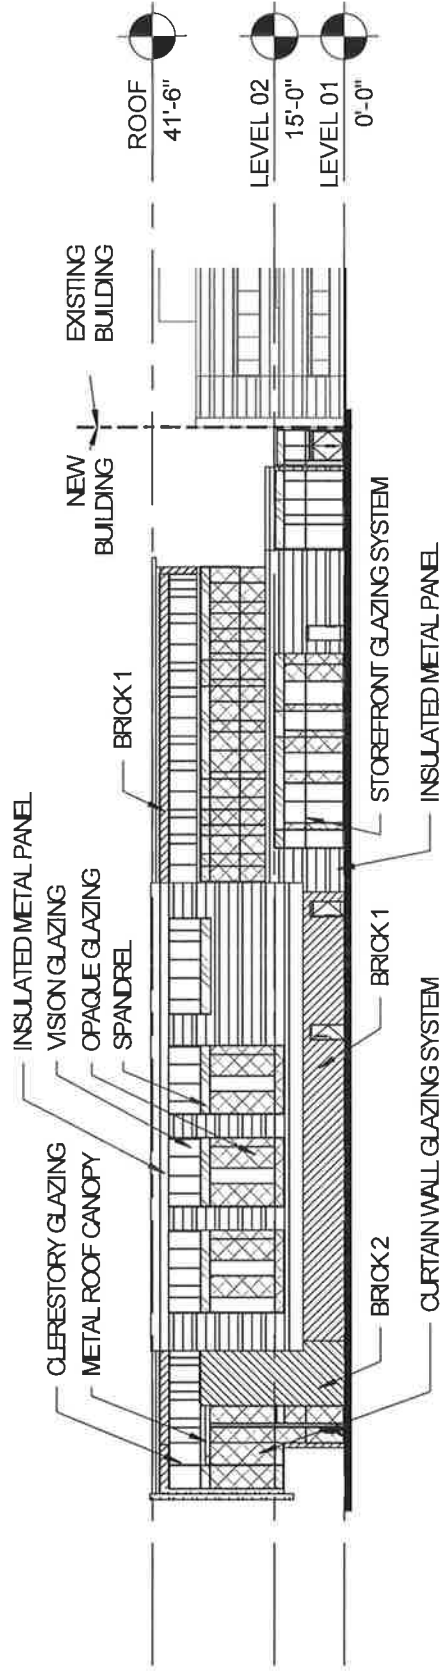 CLERESTORY GLAZING
METAL ROOF CANOPY
INSULATED METAL PANEL
VISION GLAZING
OPAQUE GLAZING
SPANDREL
BRICK 1
NEW
BUILDING
EXISTING
BUILDING
ROOF
41'-6"
LEVEL 02
15'-0"
LEVEL 01
0'-0"
BRICK 2
CURTAIN WALL GLAZING SYSTEM
BRICK 1
STOREFRONT GLAZING SYSTEM
INSULATED METAL PANEL